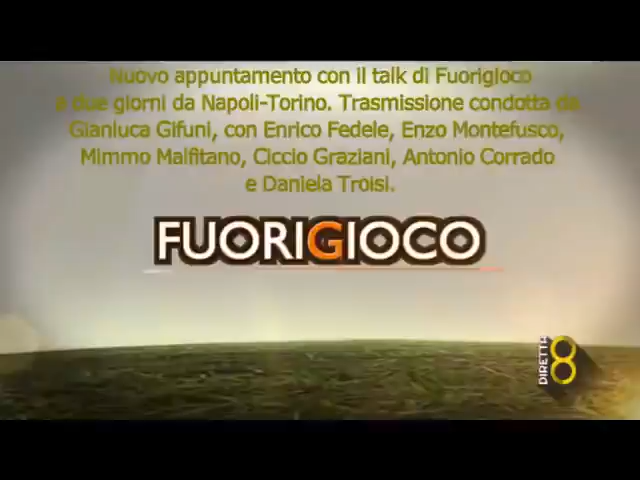 Nuovo appuntamento con il talk di Fuorigioco
a due giorni da Napoli-Torino. Trasmissione condotta da
Gianluca Gifuni, con Enrico Fedele, Enzo Montefusco,
Mimmo Malfitano, Ciccio Graziani, Antonio Corrado
e Daniela Troisi.
FUORIGIOCO
DIRETTA 8